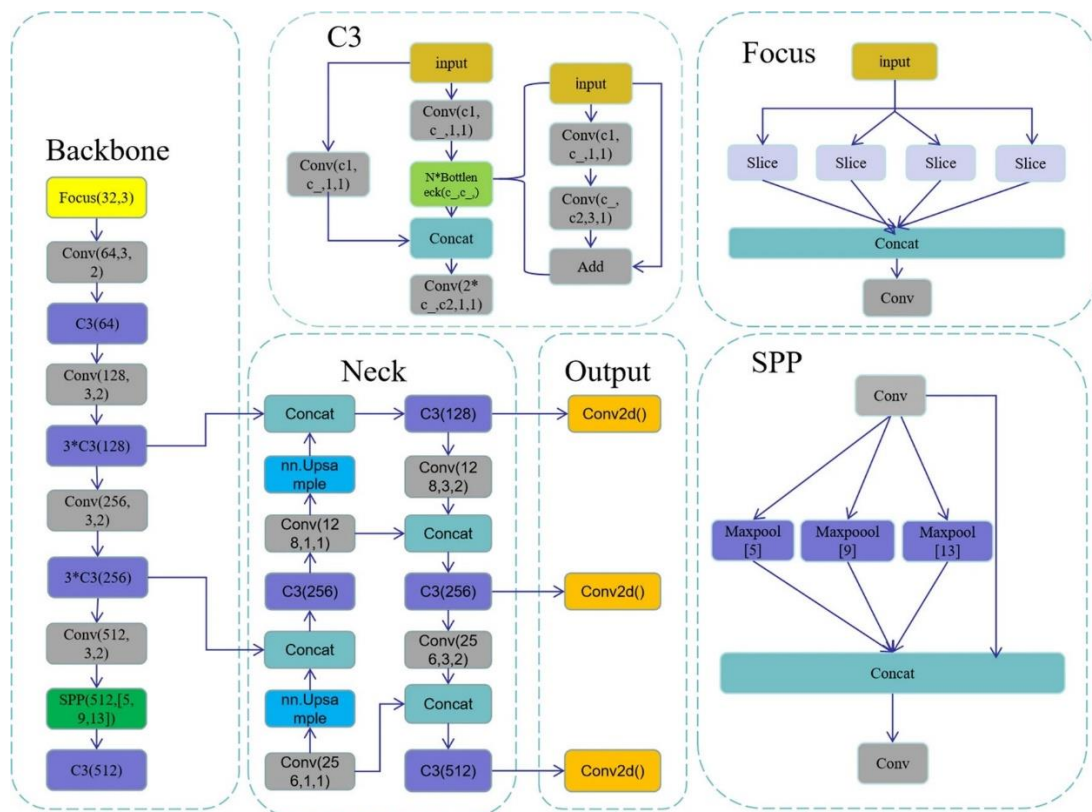 Backbone
Focus(32,3)
Conv(64,3,
2)
C3(64)
Conv(128,
3,2)
3*C3(128)
Conv(256,
3,2)
3*C3(256)
Conv(512,
3,2)
SPP(512,[5,
9,13])
C3(512)
C3
input
Conv(c1,
c_,1,1)
Conv(c1,
c_,1,1)
N*Bottlen
eck(c_,c_,)
Concat
Conv(2*
c_,c2,1,1)
input
Conv(c1,
c_,1,1)
Conv(c_,
c2,3,1)
Add
Focus
input
Slice
Slice
Slice
Slice
Concat
Conv
Neck
Concat
nn.Upsa
mple
Conv(12
8,1,1)
C3(256)
Concat
nn.Upsa
mple
Conv(25
6,1,1)
C3(128)
Conv(12
8,3,2)
Concat
C3(256)
Conv(25
6,3,2)
Concat
C3(512)
Output
Conv2d()
Conv2d()
Conv2d()
SPP
Conv
Maxpool
[5]
Maxpoool
[9]
Maxpool
[13]
Concat
Conv